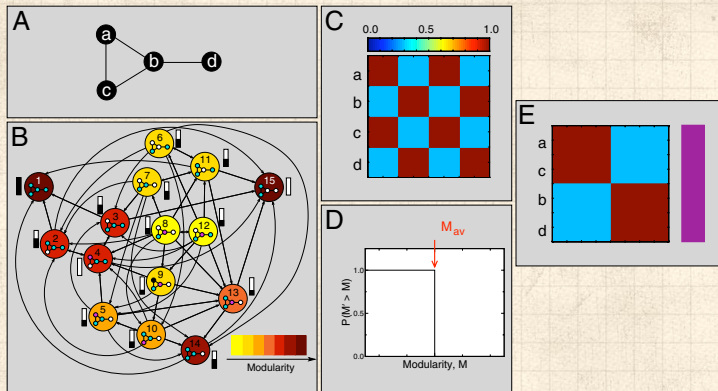 A
a
b
d
c
B
6
11
1
7
15
3
8
12
2
4
9
13
5
10
14
Modularity
C
0.0 0.5 1.0
a
b
c
d
D
M_av
P(M' > M)
1.0
0.5
0.0
Modularity, M
E
a
c
b
d